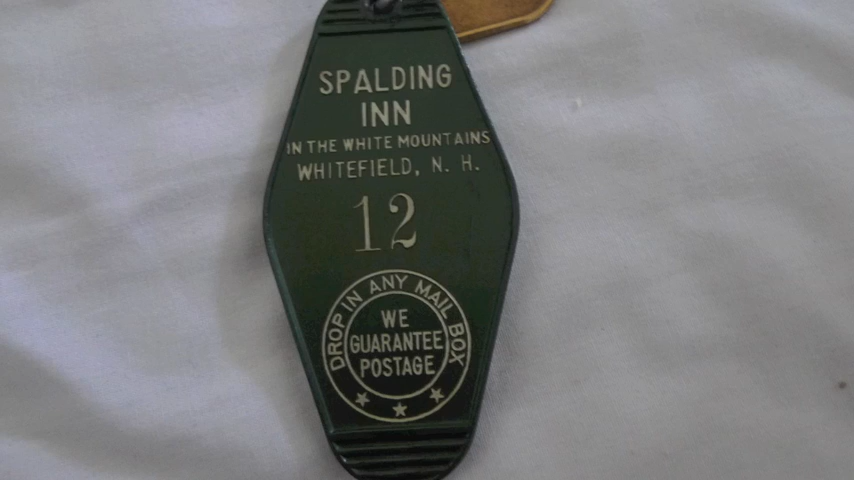 SPALDING
INN
IN THE WHITE MOUNTAINS
WHITEFIELD, N. H.
12
DROP IN ANY MAIL BOX
WE
GUARANTEE
POSTAGE